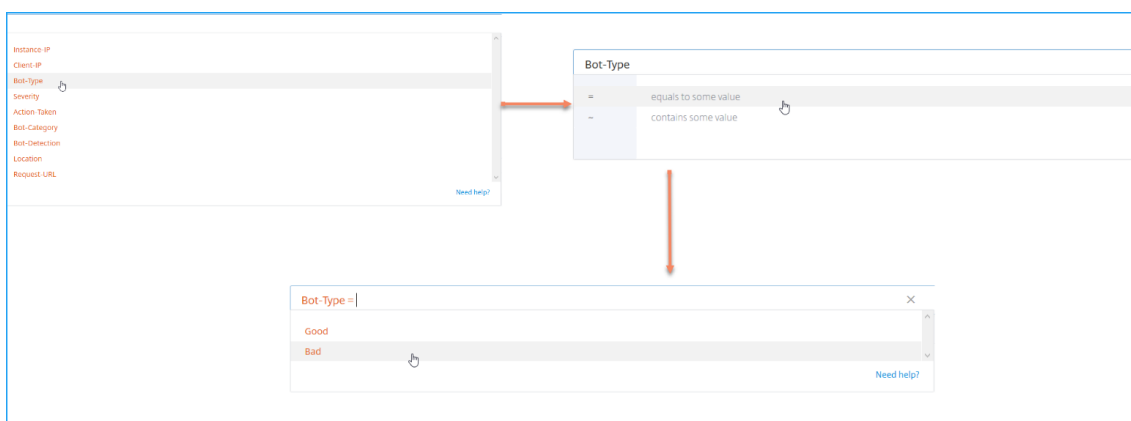 Instance-IP
Client-IP
Bot-Type
Severity
Action-Taken
Bot-Category
Bot-Detection
Location
Request-URL
Need help?
Bot-Type
= equals to some value
~ contains some value
Bot-Type =
Good
Bad
Need help?